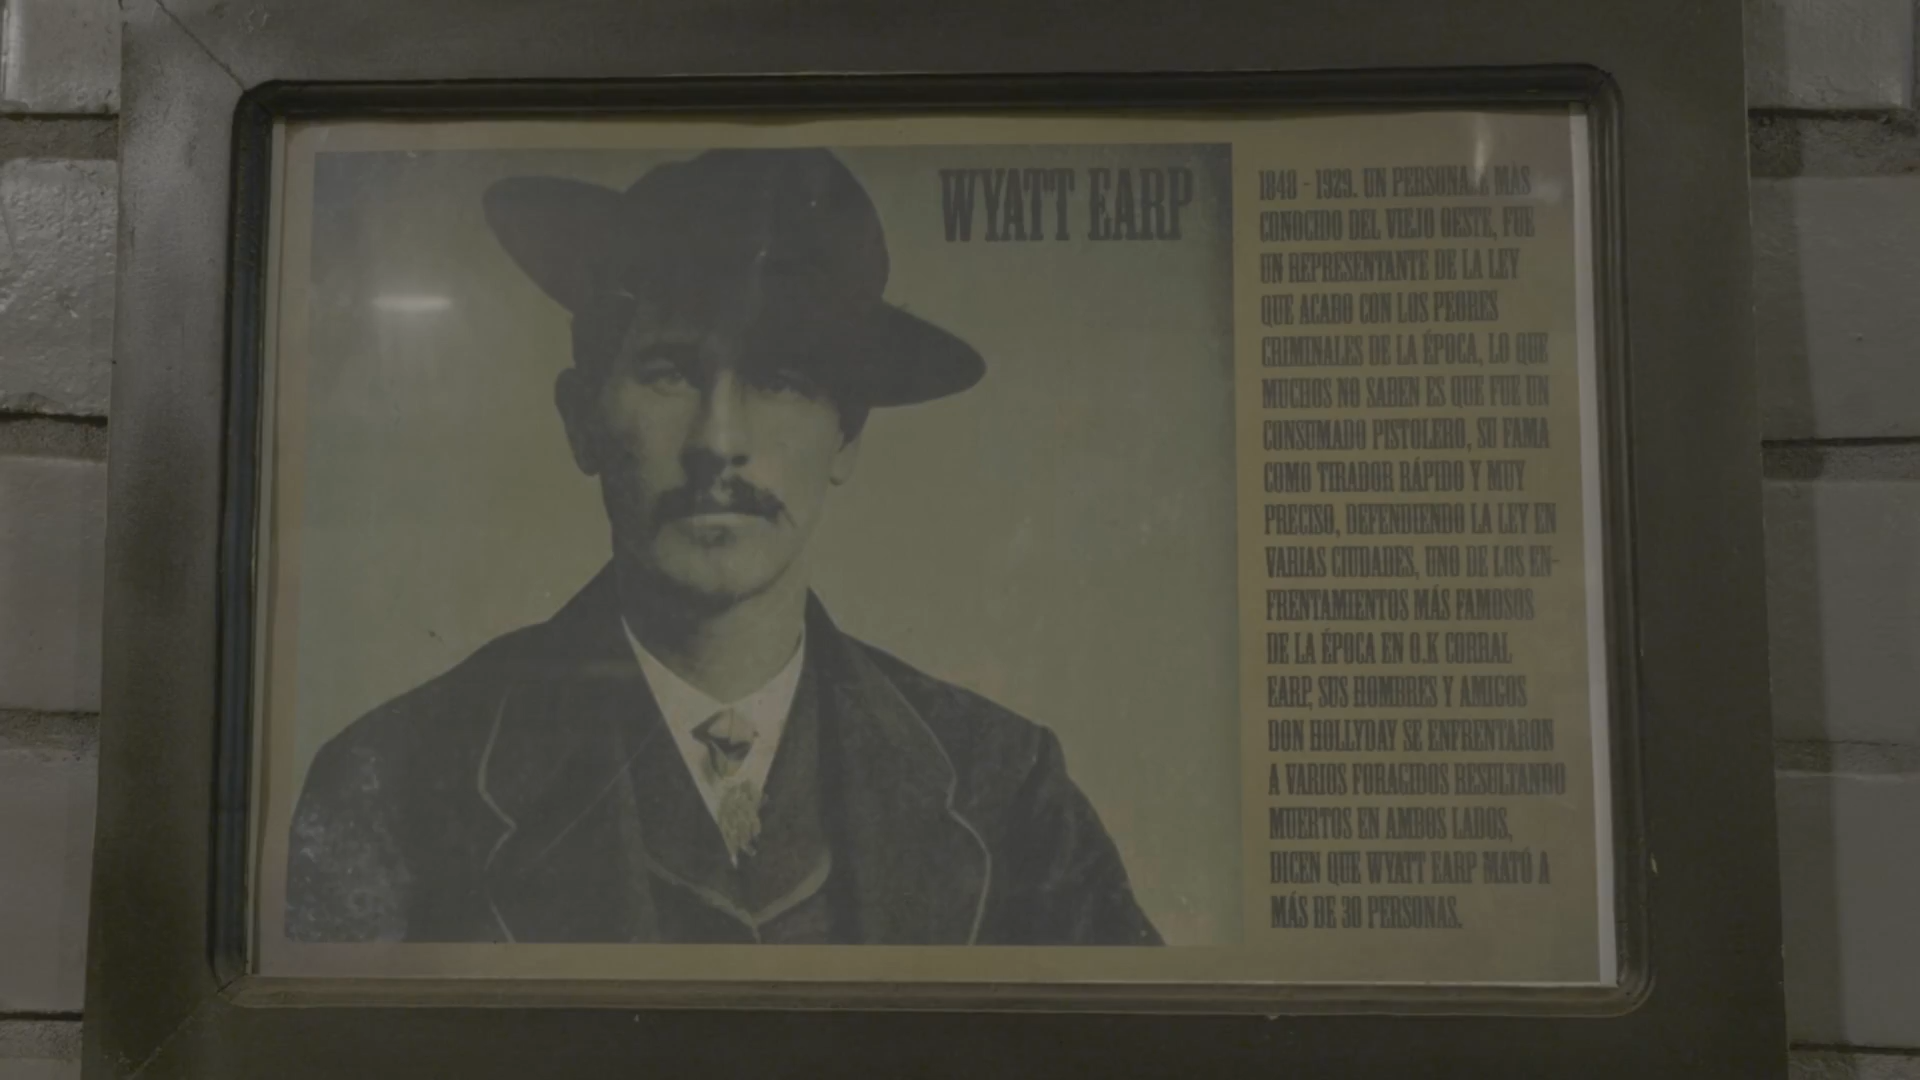 WYATT EARP
1848 - 1929. UN PERSONAJE MÁS
CONOCIDO DEL VIEJO OESTE, FUE
UN REPRESENTANTE DE LA LEY
QUE ACABO CON LOS PEORES
CRIMINALES DE LA ÉPOCA, LO QUE
MUCHOS NO SABEN ES QUE FUE UN
CONSUMADO PISTOLERO, SU FAMA
COMO TIRADOR RÁPIDO Y MUY
PRECISO, DEFENDIENDO LA LEY EN
VARIAS CIUDADES, UNO DE LOS EN-
FRENTAMIENTOS MÁS FAMOSOS
DE LA ÉPOCA EN O.K CORRAL
EARP, SUS HOMBRES Y AMIGOS
DON HOLLYDAY SE ENFRENTARON
A VARIOS FORAGIDOS RESULTANDO
MUERTOS EN AMBOS LADOS,
DICEN QUE WYATT EARP MATÓ A
MÁS DE 30 PERSONAS.